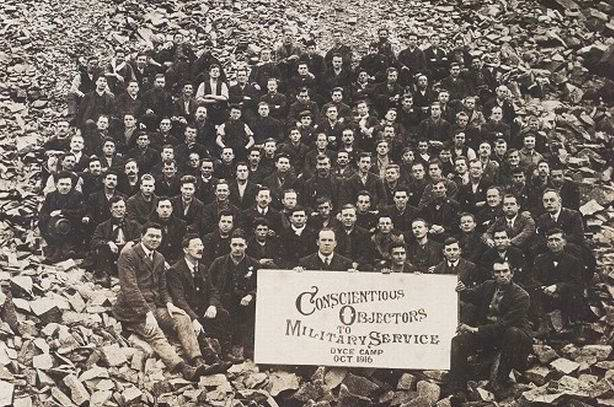 CONSCIENTIOUS
OBJECTORS
TO
MILITARY SERVICE
DYCE CAMP
OCT 1916